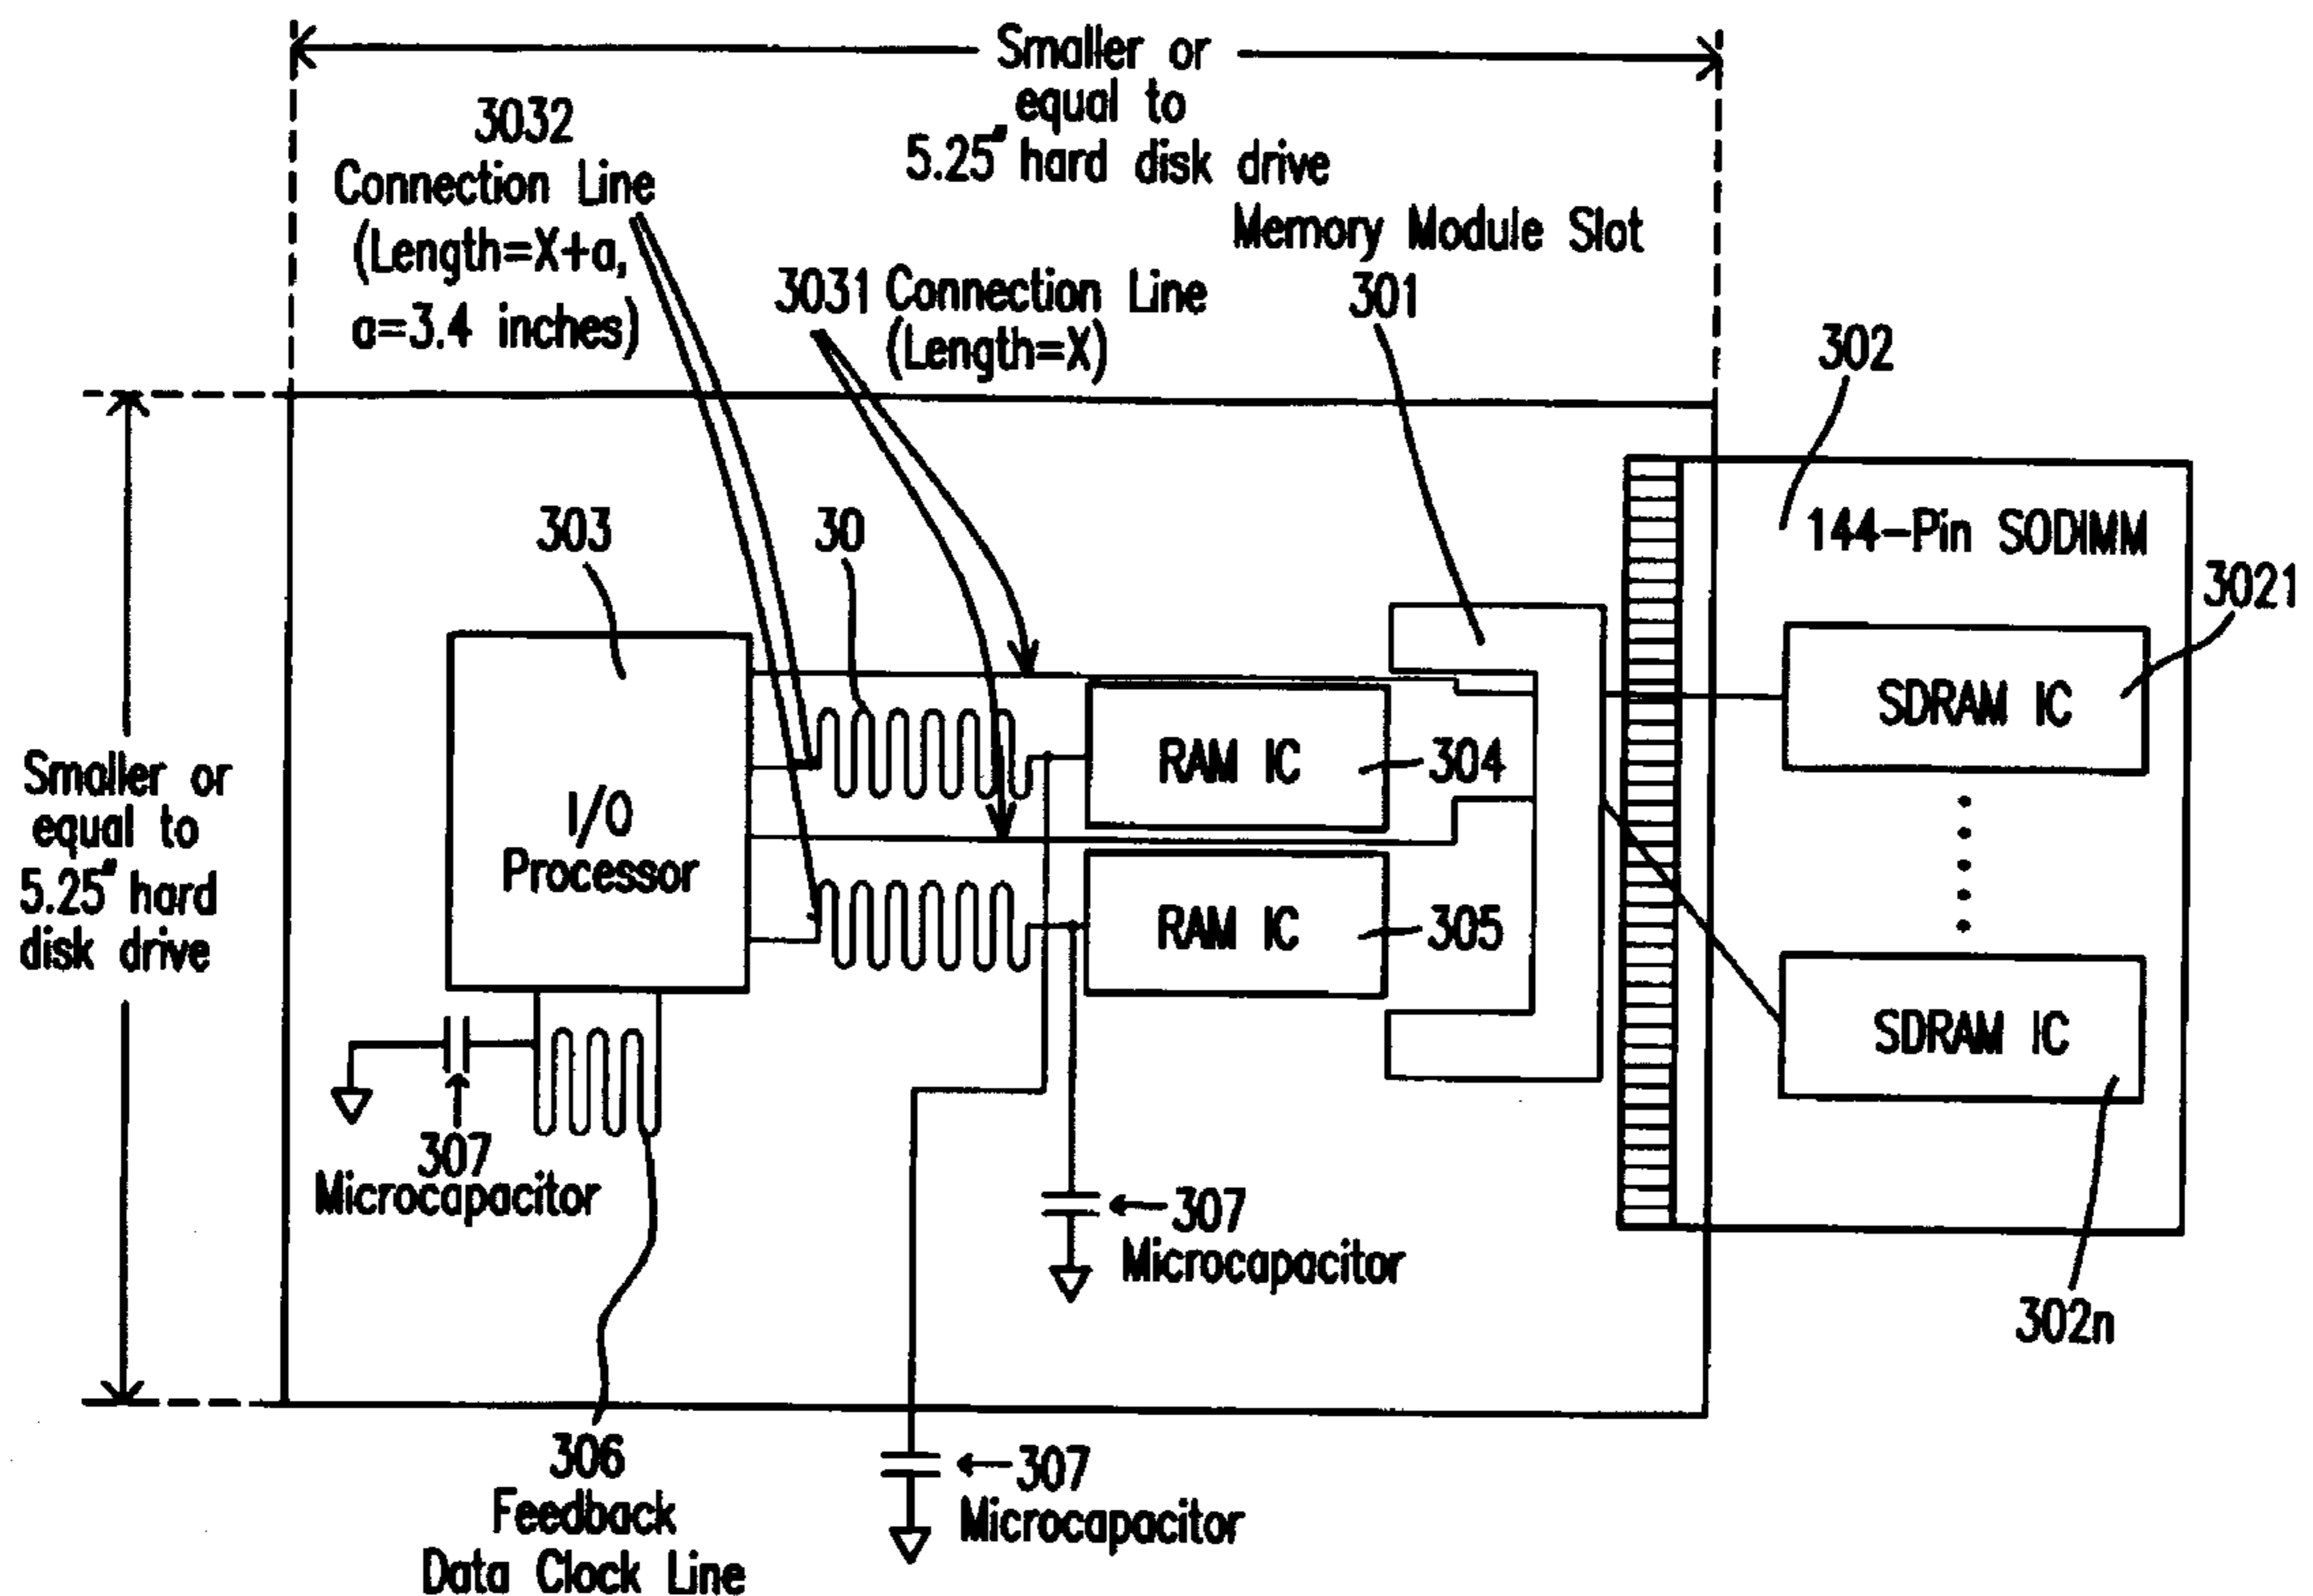 Smaller or
equal to
5.25" hard disk drive
3032
Connection Line
(Length=X+a,
a=3.4 inches)
3031 Connection Line
(Length=X)
Memory Module Slot
301
302
144-Pin SODIMM
3021
SDRAM IC
303
30
I/O
Processor
RAM IC
304
RAM IC
305
Smaller or
equal to
5.25" hard
disk drive
SDRAM IC
302n
307
Microcapacitor
307
Microcapacitor
306
Feedback
Data Clock Line
307
Microcapacitor